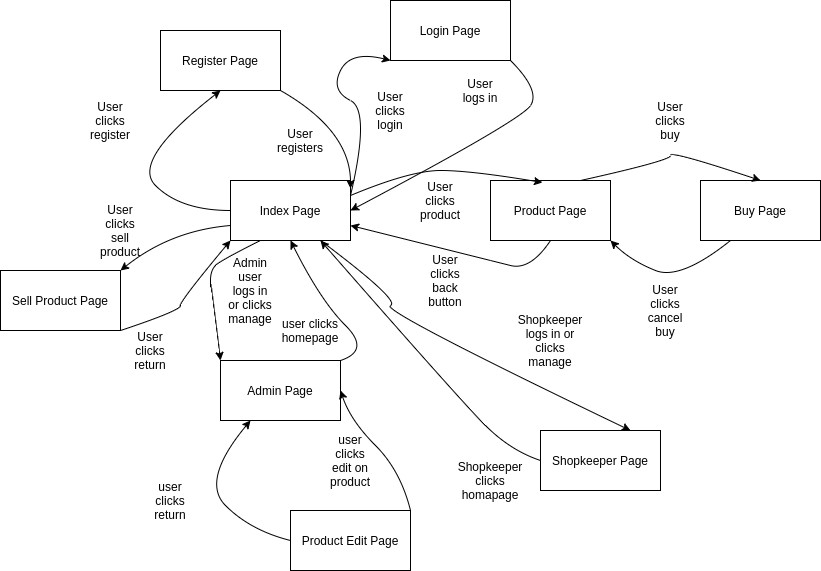 Login Page
Register Page
User
logs in
User
clicks
login
User
clicks
register
User
clicks
buy
User
registers
User
clicks
product
Index Page
Product Page
Buy Page
User
clicks
sell
product
Admin
user
logs in
or clicks
manage
User
clicks
back
button
User
clicks
cancel
buy
Sell Product Page
user clicks
homepage
Shopkeeper
logs in or
clicks
manage
User
clicks
return
Admin Page
user
clicks
edit on
product
Shopkeeper
clicks
homapage
Shopkeeper Page
user
clicks
return
Product Edit Page